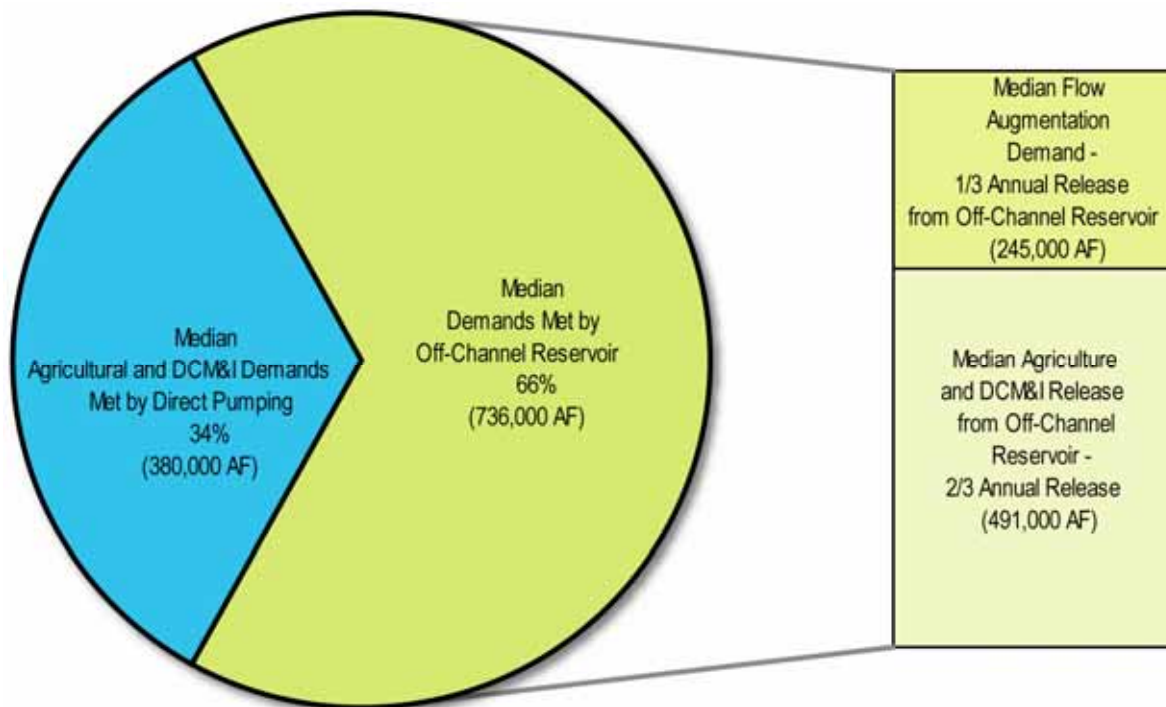 Median
Agricultural and DCM&I Demands
Met by Direct Pumping
34%
(380,000 AF)
Median
Demands Met by
Off-Channel Reservoir
66%
(736,000 AF)
Median Flow
Augmentation
Demand -
1/3 Annual Release
from Off-Channel Reservoir
(245,000 AF)
Median Agriculture
and DCM&I Release
from Off-Channel
Reservoir -
2/3 Annual Release
(491,000 AF)